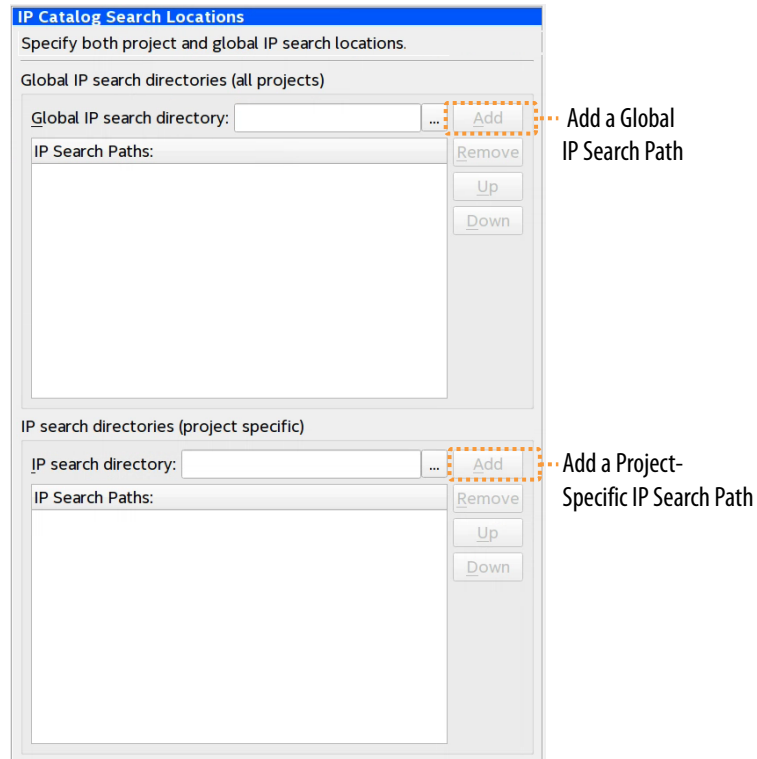 IP Catalog Search Locations
Specify both project and global IP search locations.
Global IP search directories (all projects)
Global IP search directory: ... Add
Add a Global
IP Search Path
IP Search Paths:
Remove
Up
Down
IP search directories (project specific)
IP search directory: ... Add
Add a Project-
Specific IP Search Path
IP Search Paths:
Remove
Up
Down